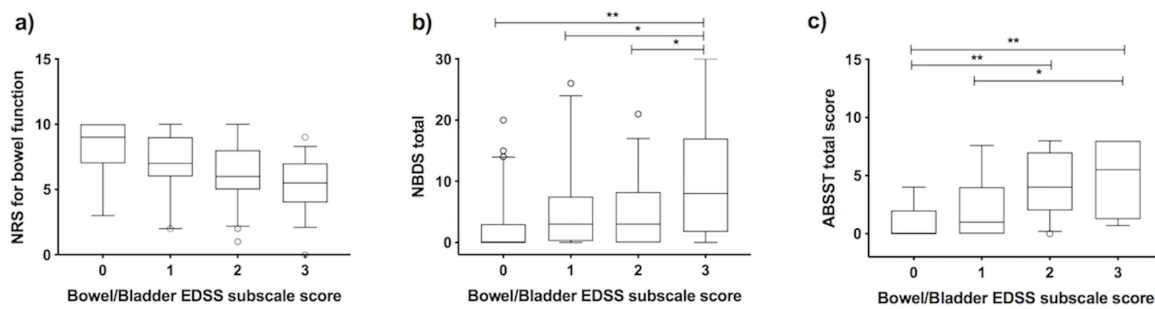 a)
NRS for bowel function
15
10
5
0
0 1 2 3
Bowel/Bladder EDSS subscale score
b)
**
*
*
NBDS total
30
20
10
0
0 1 2 3
Bowel/Bladder EDSS subscale score
c)
**
**
*
ABSST total score
15
10
5
0
0 1 2 3
Bowel/Bladder EDSS subscale score